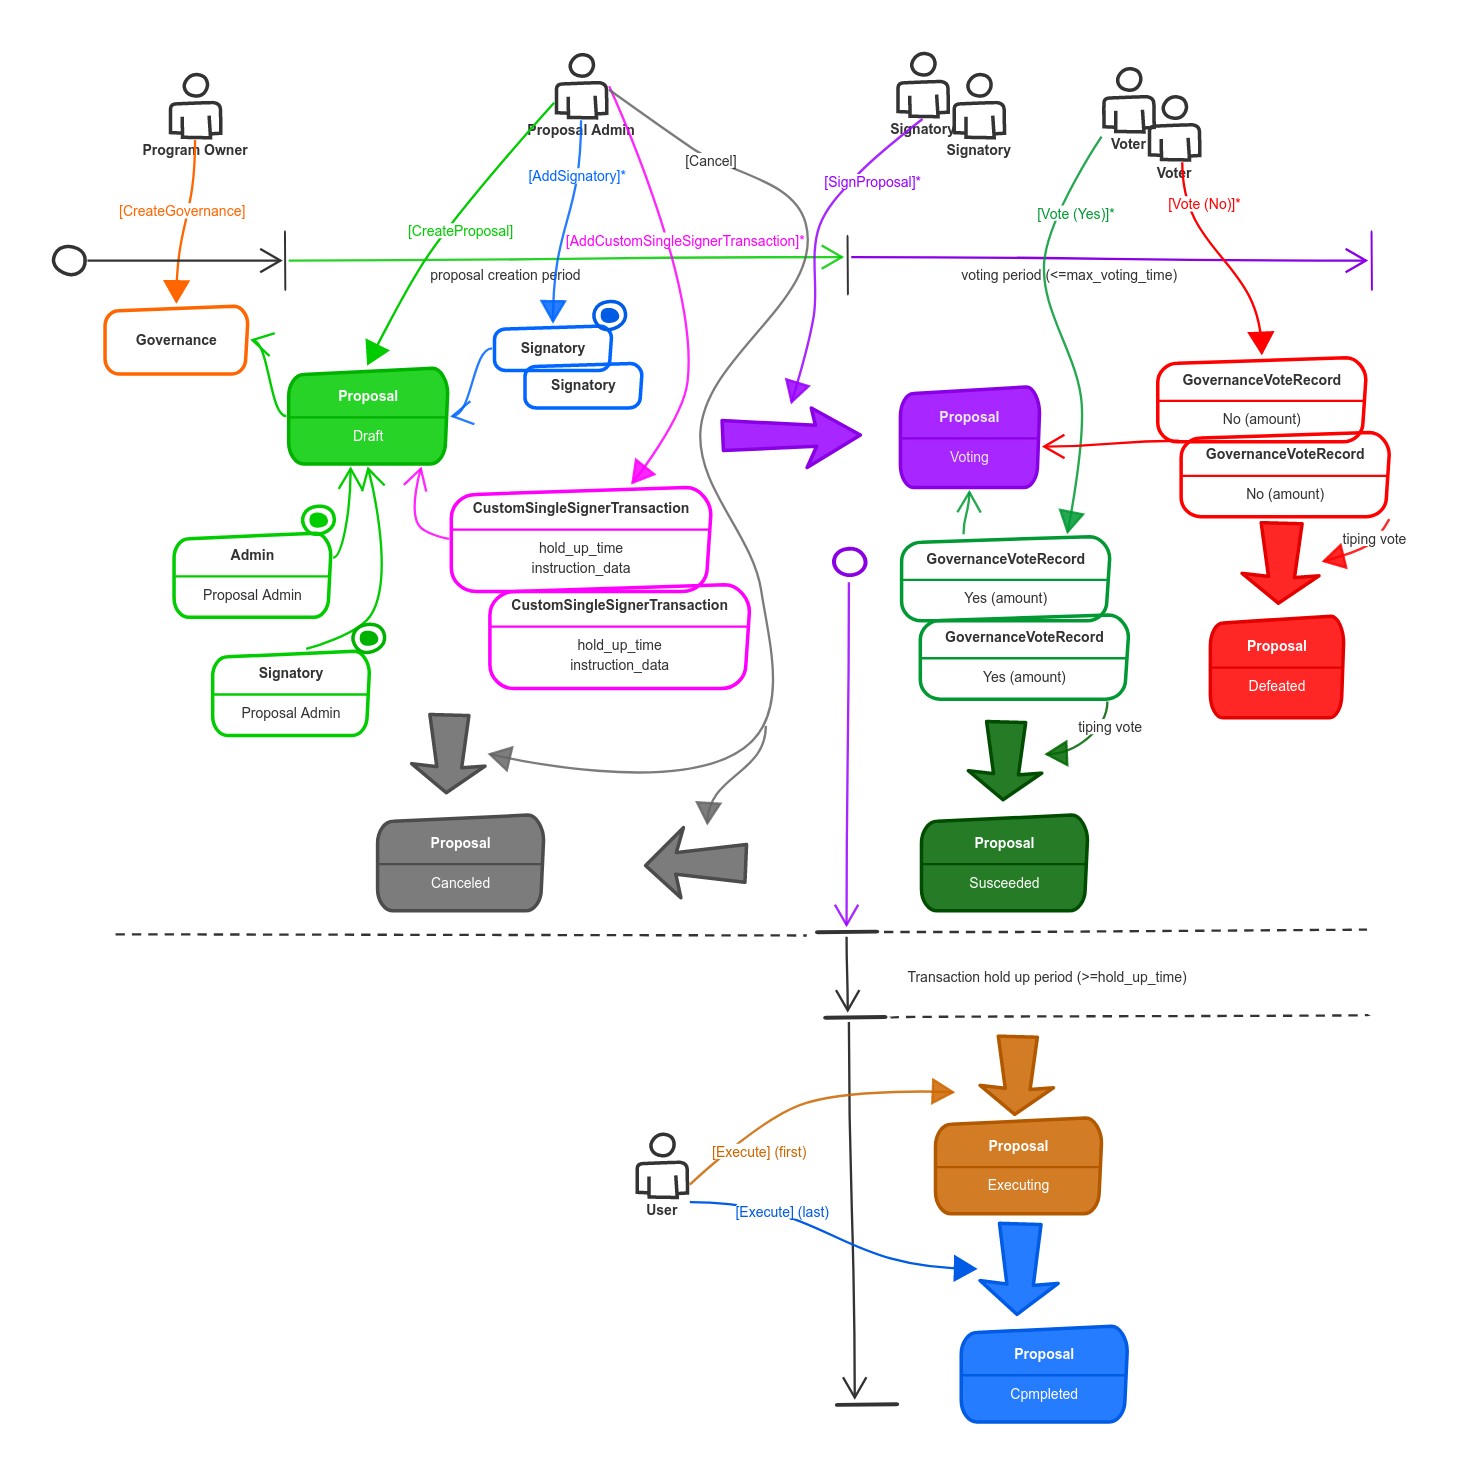 Program Owner
Proposal Admin
Signatory
Signatory
Voter
Voter
[Cancel]
[AddSignatory]*
[SignProposal]*
[CreateGovernance]
[Vote (Yes)]*
[Vote (No)]*
[CreateProposal]
[AddCustomSingleSignerTransaction]*
proposal creation period
voting period (<=max_voting_time)
Governance
Signatory
Signatory
Proposal
Draft
Proposal
Voting
GovernanceVoteRecord
No (amount)
GovernanceVoteRecord
No (amount)
tiping vote
CustomSingleSignerTransaction
hold_up_time
instruction_data
CustomSingleSignerTransaction
hold_up_time
instruction_data
Admin
Proposal Admin
Signatory
Proposal Admin
GovernanceVoteRecord
Yes (amount)
GovernanceVoteRecord
Yes (amount)
tiping vote
Proposal
Defeated
Proposal
Canceled
Proposal
Susceeded
Transaction hold up period (>=hold_up_time)
User
[Execute] (first)
[Execute] (last)
Proposal
Executing
Proposal
Cpmpleted